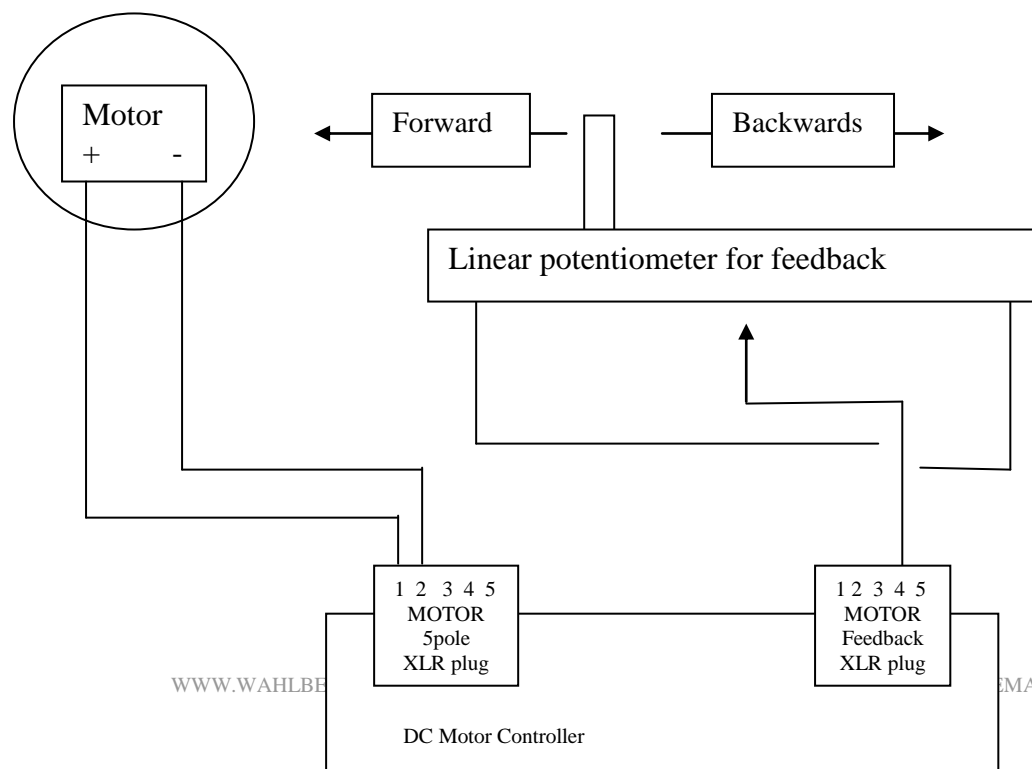 Motor
+ -
Forward
Backwards
Linear potentiometer for feedback
1 2 3 4 5
MOTOR
5pole
XLR plug
1 2 3 4 5
MOTOR
Feedback
XLR plug
DC Motor Controller